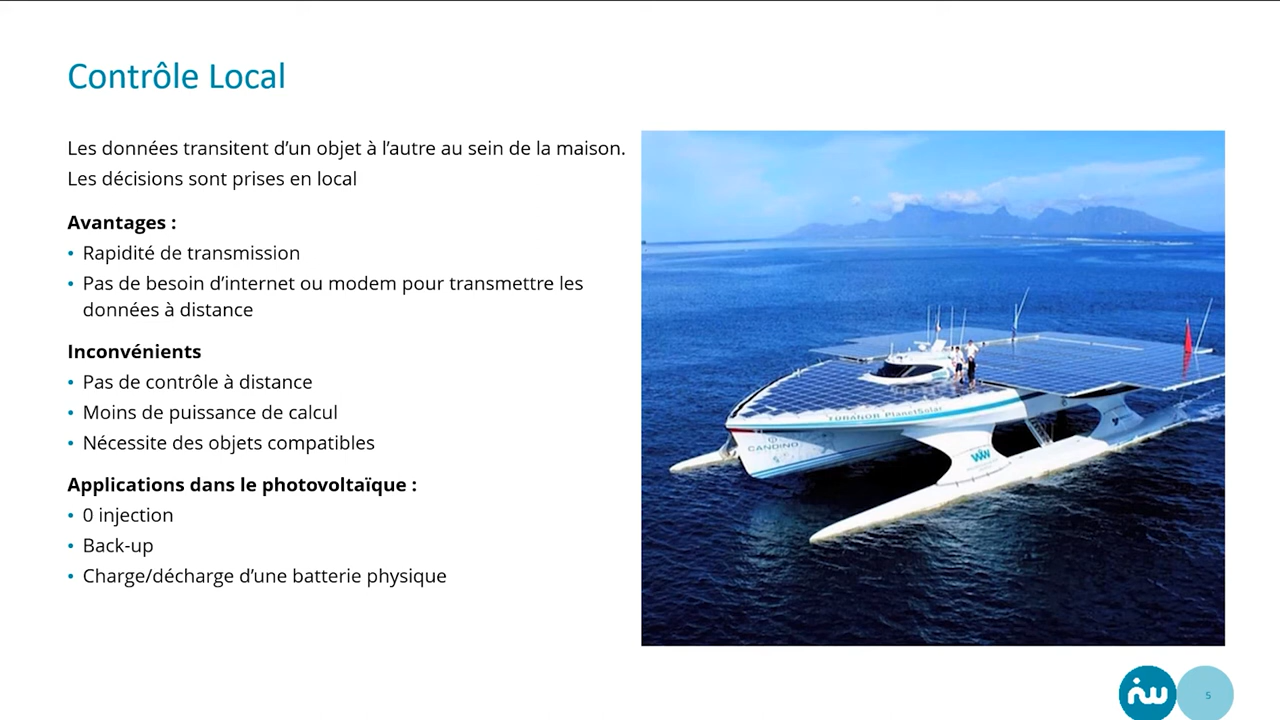 Contrôle Local
Les données transitent d’un objet à l’autre au sein de la maison.
Les décisions sont prises en local
Avantages :
• Rapidité de transmission
• Pas de besoin d’internet ou modem pour transmettre les
données à distance
Inconvénients
• Pas de contrôle à distance
• Moins de puissance de calcul
• Nécessite des objets compatibles
Applications dans le photovoltaïque :
• 0 injection
• Back-up
• Charge/décharge d’une batterie physique
TÛRANOR PlanetSolar
CANDINO
iw
5